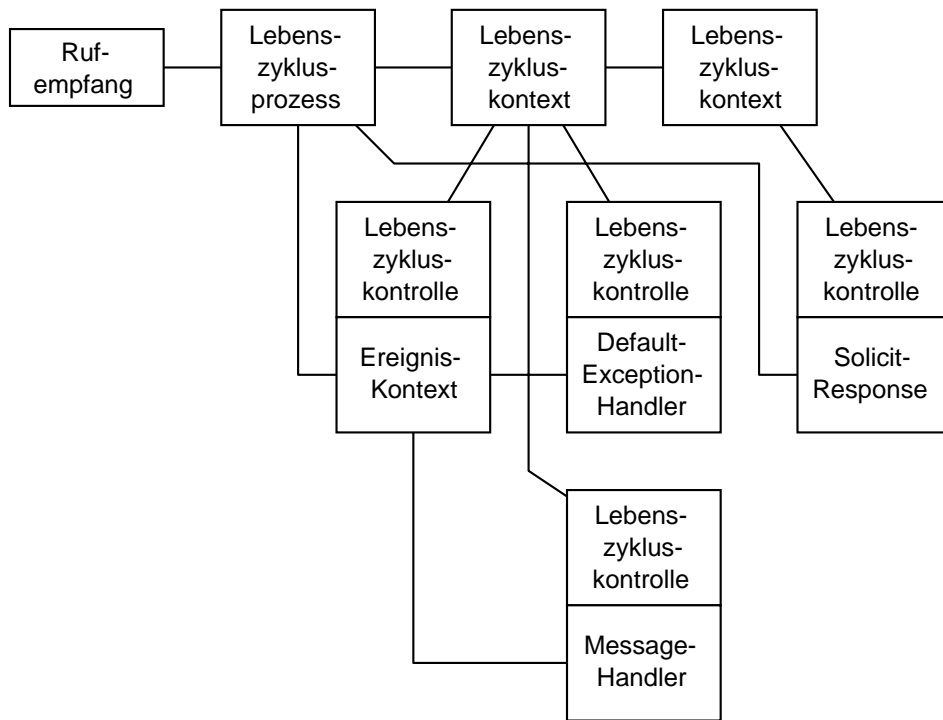 Ruf-
empfang
Lebens-
zyklus-
prozess
Lebens-
zyklus-
kontext
Lebens-
zyklus-
kontext
Lebens-
zyklus-
kontrolle
Ereignis-
Kontext
Lebens-
zyklus-
kontrolle
Default-
Exception-
Handler
Lebens-
zyklus-
kontrolle
Solicit-
Response
Lebens-
zyklus-
kontrolle
Message-
Handler